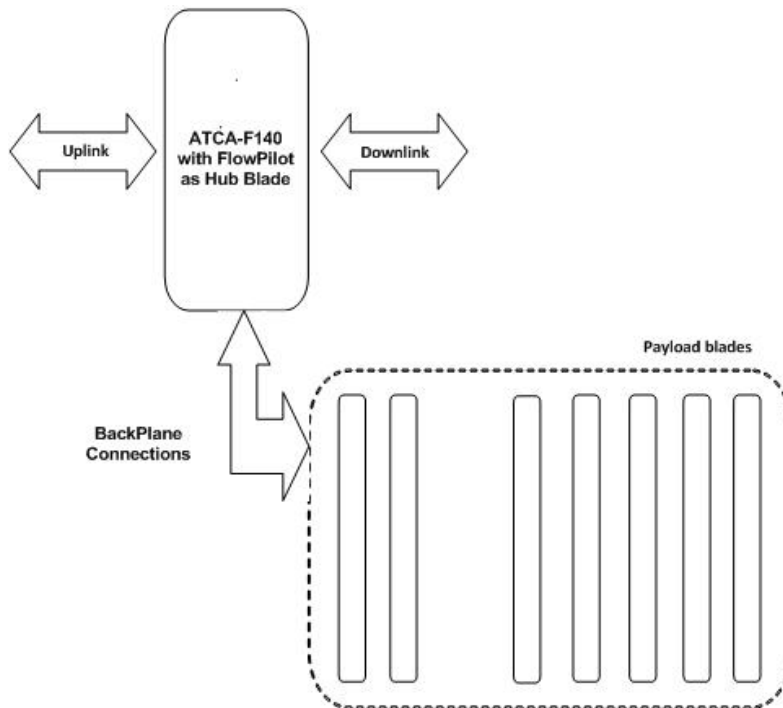 ATCA-F140
with FlowPilot
as Hub Blade
Uplink
Downlink
Payload blades
BackPlane
Connections